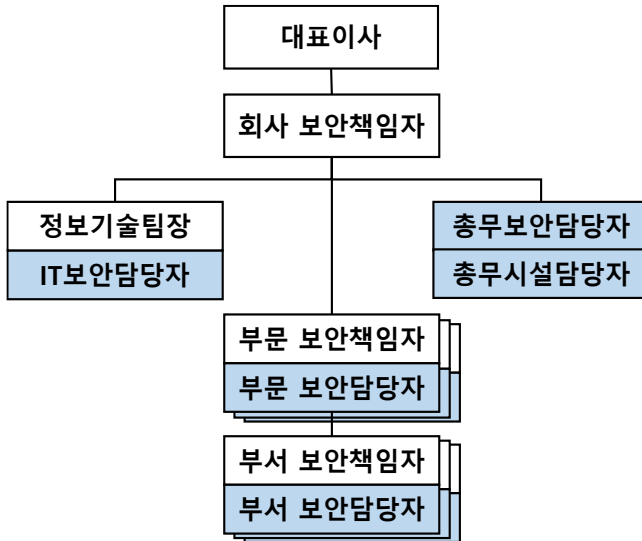 대표이사
회사 보안책임자
정보기술팀장
IT보안담당자
총무보안담당자
총무시설담당자
부문 보안책임자
부문 보안담당자
부서 보안책임자
부서 보안담당자